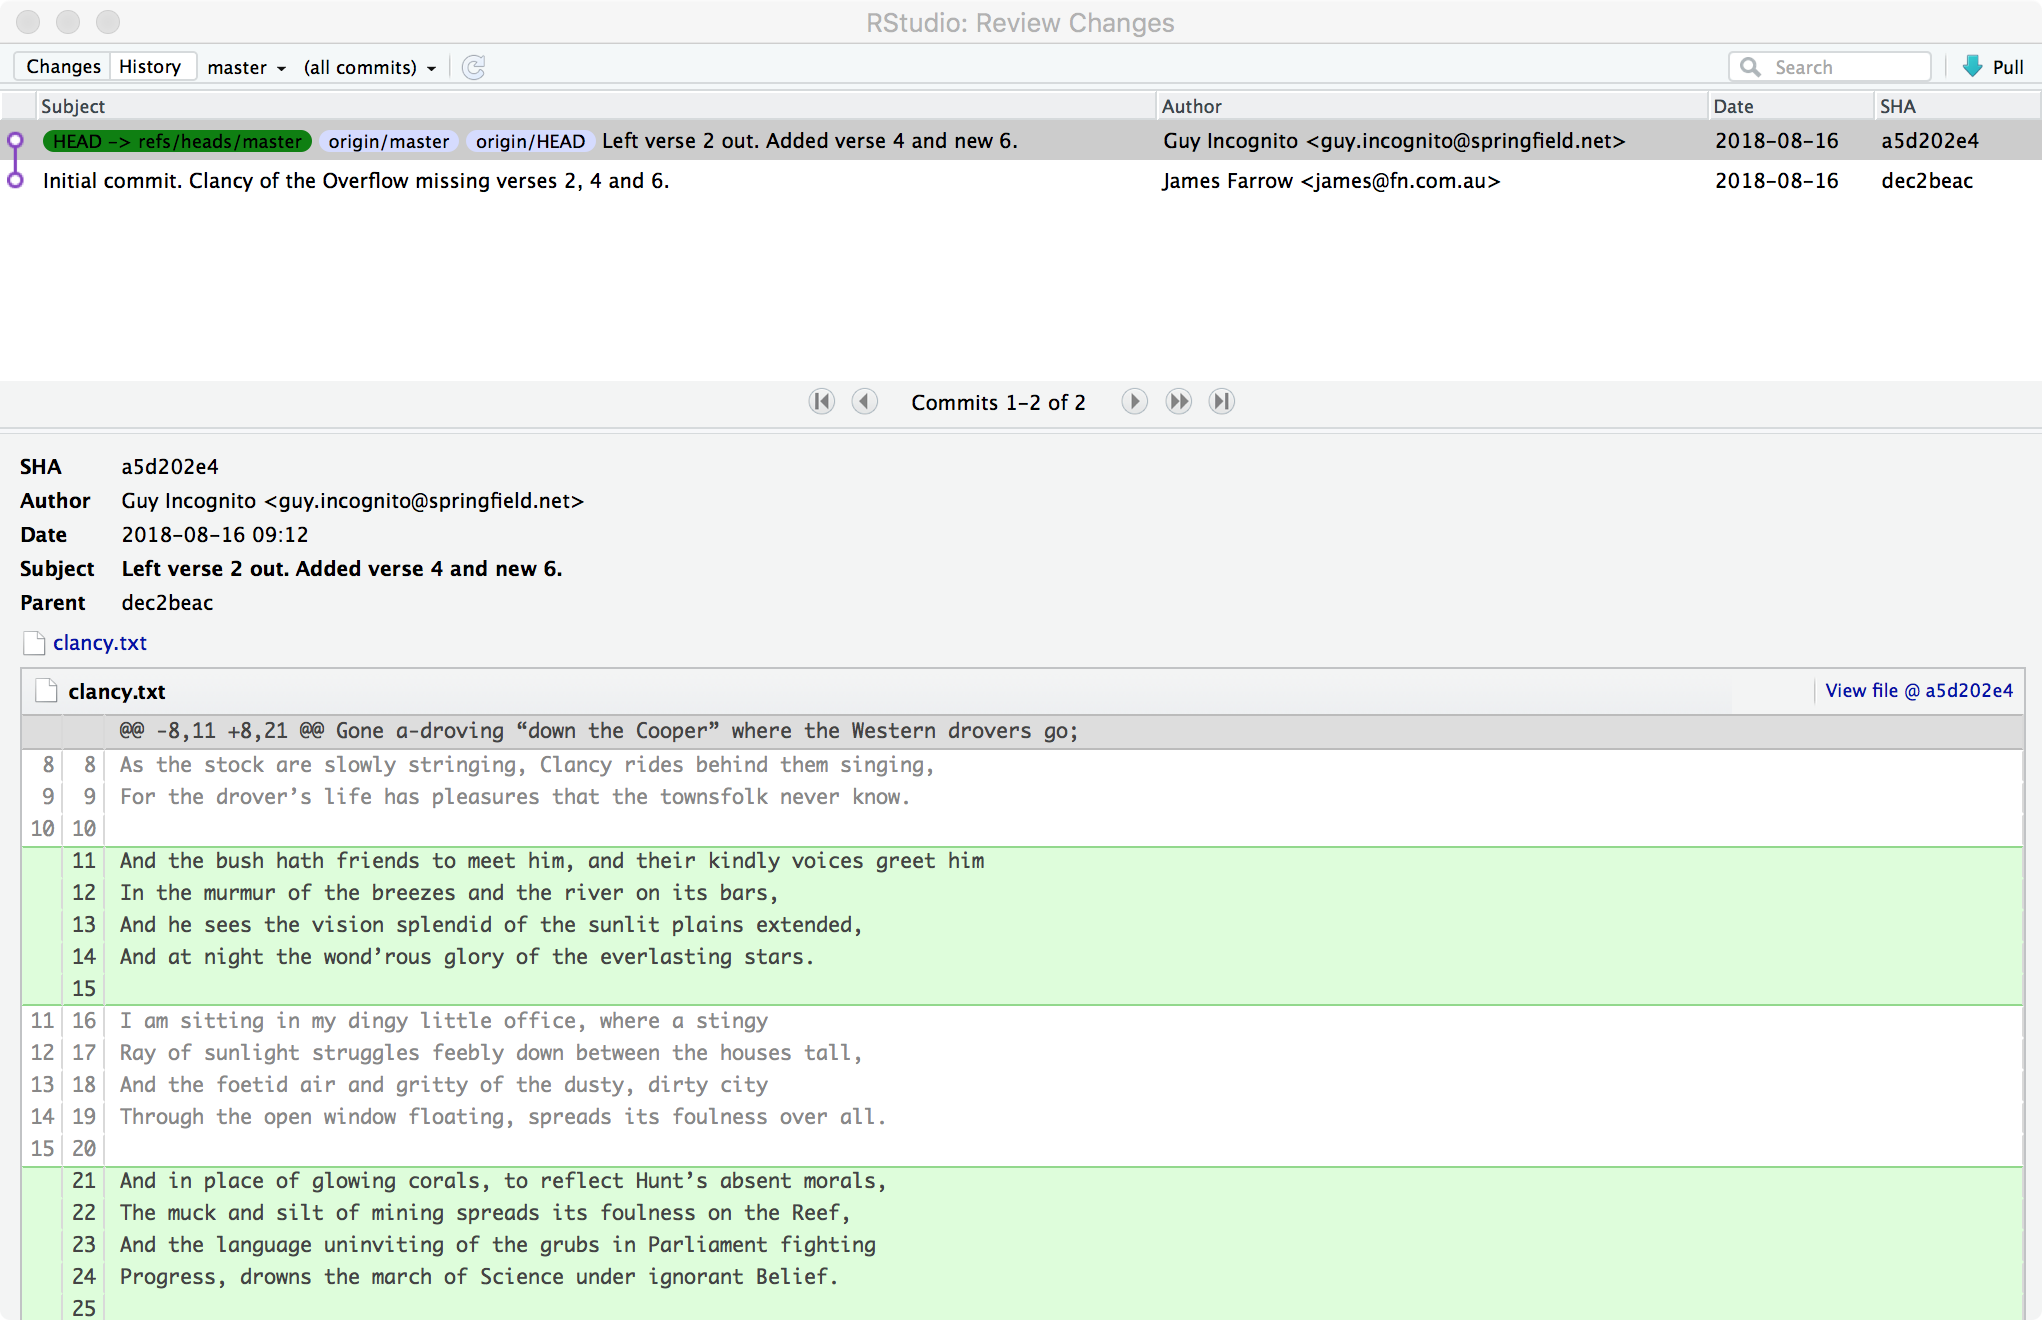 RStudio: Review Changes
Changes History master (all commits) Search Pull
Subject Author Date SHA
HEAD -> refs/heads/master origin/master origin/HEAD Left verse 2 out. Added verse 4 and new 6. Guy Incognito <guy.incognito@springfield.net> 2018-08-16 a5d202e4
Initial commit. Clancy of the Overflow missing verses 2, 4 and 6. James Farrow <james@fn.com.au> 2018-08-16 dec2beac
Commits 1-2 of 2
SHA a5d202e4
Author Guy Incognito <guy.incognito@springfield.net>
Date 2018-08-16 09:12
Subject Left verse 2 out. Added verse 4 and new 6.
Parent dec2beac
clancy.txt
clancy.txt View file @ a5d202e4
@@ -8,11 +8,21 @@ Gone a-droving “down the Cooper” where the Western drovers go;
8 8 As the stock are slowly stringing, Clancy rides behind them singing,
9 9 For the drover’s life has pleasures that the townsfolk never know.
10 10
11 And the bush hath friends to meet him, and their kindly voices greet him
12 In the murmur of the breezes and the river on its bars,
13 And he sees the vision splendid of the sunlit plains extended,
14 And at night the wond’rous glory of the everlasting stars.
15
11 16 I am sitting in my dingy little office, where a stingy
12 17 Ray of sunlight struggles feebly down between the houses tall,
13 18 And the foetid air and gritty of the dusty, dirty city
14 19 Through the open window floating, spreads its foulness over all.
15 20
21 And in place of glowing corals, to reflect Hunt’s absent morals,
22 The muck and silt of mining spreads its foulness on the Reef,
23 And the language uninviting of the grubs in Parliament fighting
24 Progress, drowns the march of Science under ignorant Belief.
25